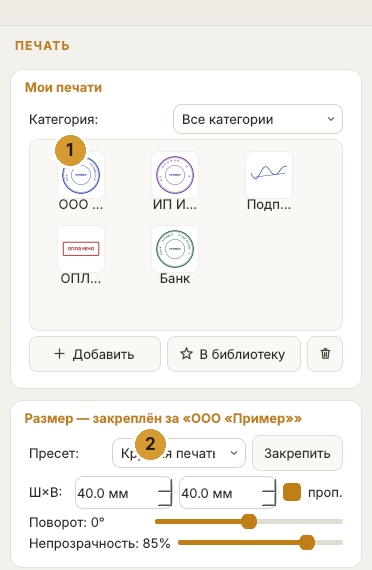 ПЕЧАТЬ
Мои печати
Категория:
Все категории
1
ООО ...
ИП И...
Подп...
ОПЛАЧЕНО
ОПЛ...
Банк
+ Добавить
В библиотеку
Размер — закреплён за «ООО «Пример»»
2
Пресет:
Закрепить
Ш×В:
40.0 мм
40.0 мм
проп.
Поворот: 0°
Непрозрачность: 85%